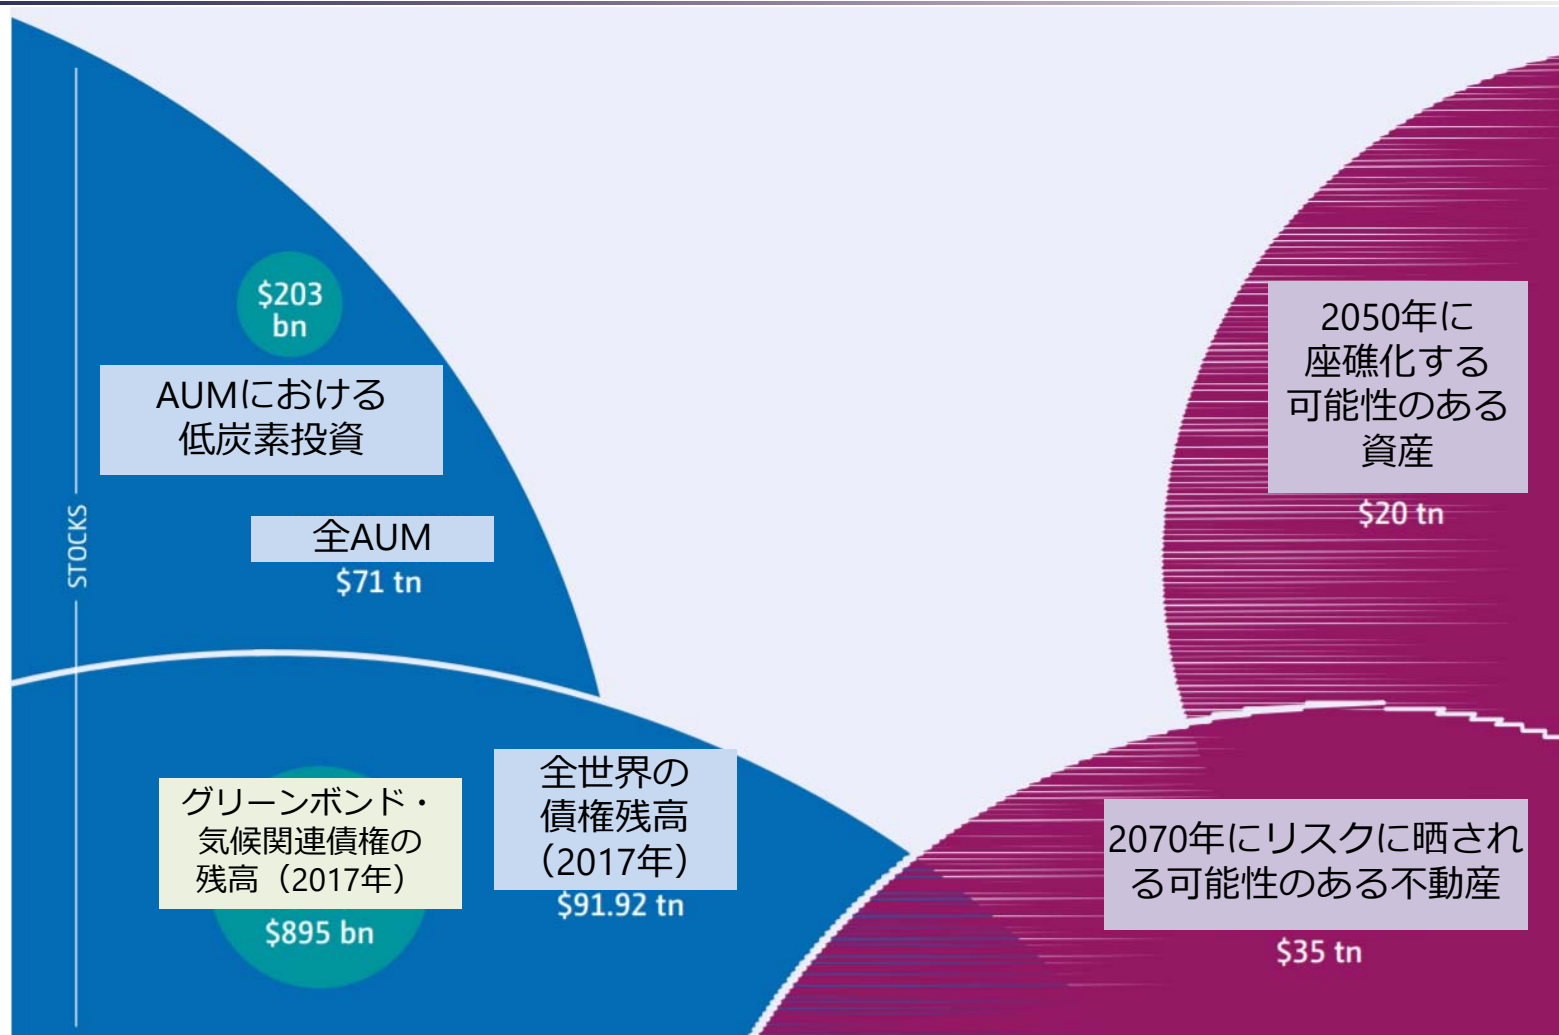 $203
bn
AUMにおける
低炭素投資
全AUM
$71 tn
STOCKS
グリーンボンド・
気候関連債権の
残高（2017年）
$895 bn
全世界の
債権残高
（2017年）
$91.92 tn
2050年に
座礁化する
可能性のある
資産
$20 tn
2070年にリスクに晒され
る可能性のある不動産
$35 tn